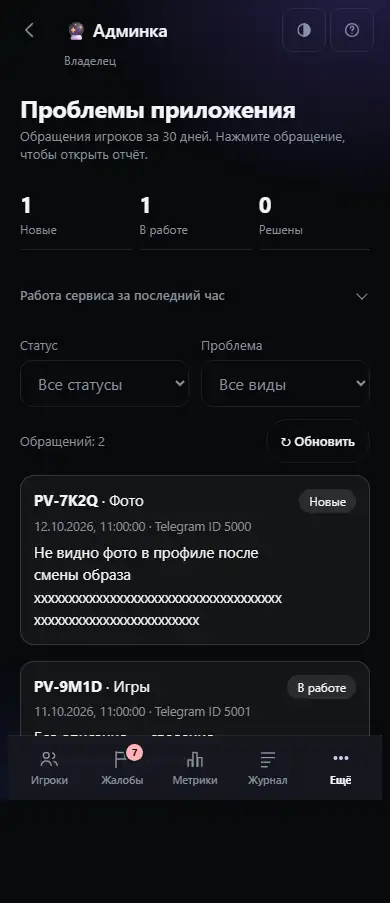 Админка
Владелец
Проблемы приложения
Обращения игроков за 30 дней. Нажмите обращение,
чтобы открыть отчёт.
1
Новые
1
В работе
0
Решены
Работа сервиса за последний час
Статус
Проблема
Все статусы
Все виды
Обращений: 2
↻ Обновить
PV-7K2Q · Фото
Новые
12.10.2026, 11:00:00 · Telegram ID 5000
Не видно фото в профиле после
смены образа
xxxxxxxxxxxxxxxxxxxxxxxxxxxxxxxxxxxx
xxxxxxxxxxxxxxxxxxxxxxxx
PV-9M1D · Игры
В работе
11.10.2026, 11:00:00 · Telegram ID 5001
7
Игроки
Жалобы
Метрики
Журнал
Ещё